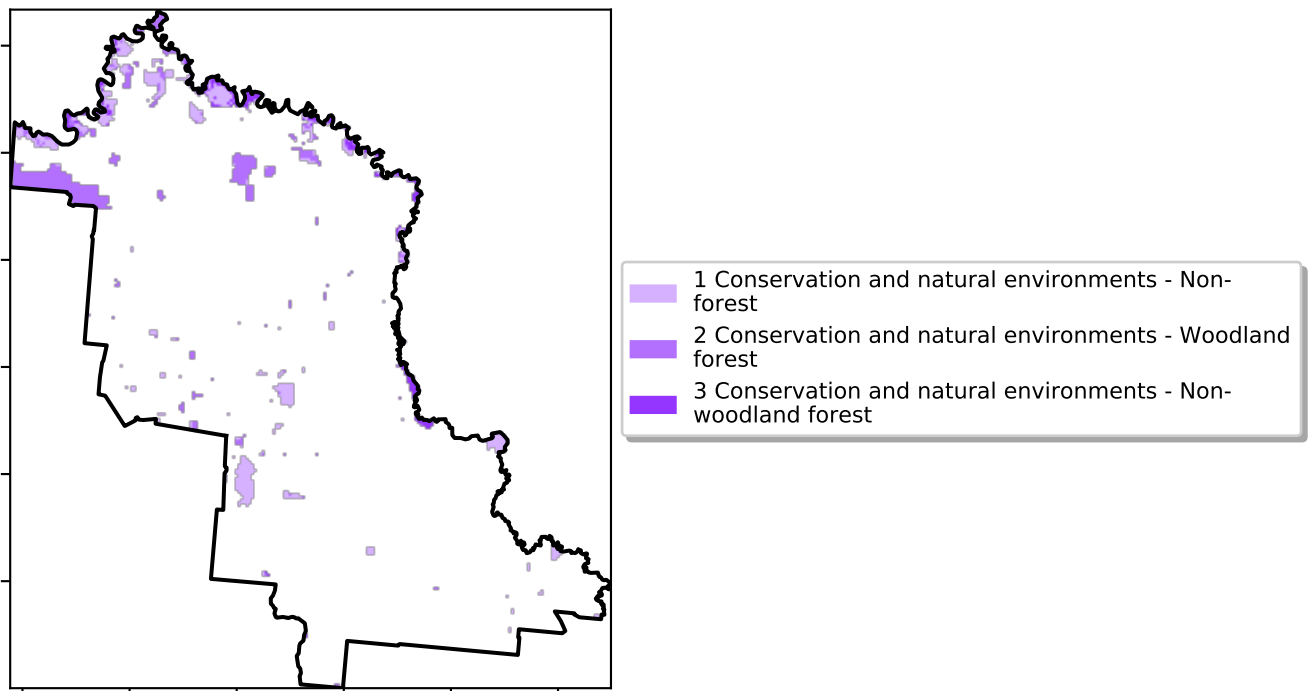 1 Conservation and natural environments - Non-
forest
2 Conservation and natural environments - Woodland
forest
3 Conservation and natural environments - Non-
woodland forest